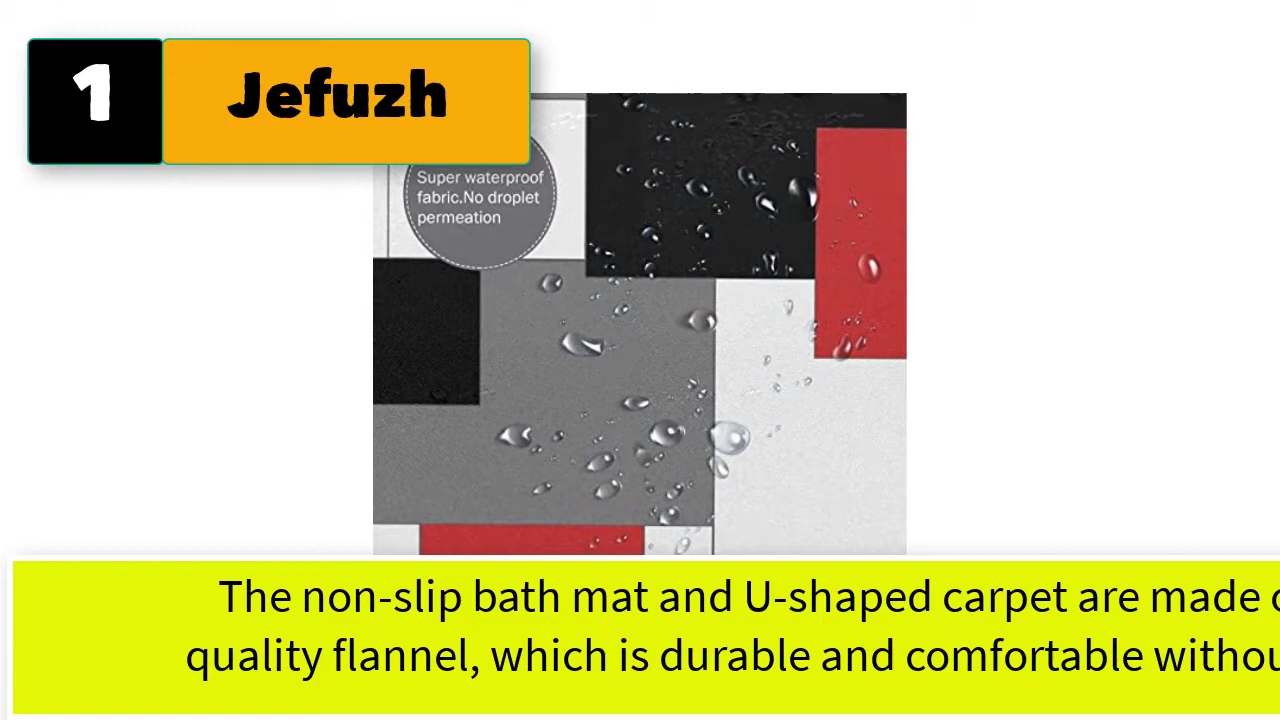 1 Jefuzh
Super waterproof
fabric.No droplet
permeation
The non-slip bath mat and U-shaped carpet are made
quality flannel, which is durable and comfortable